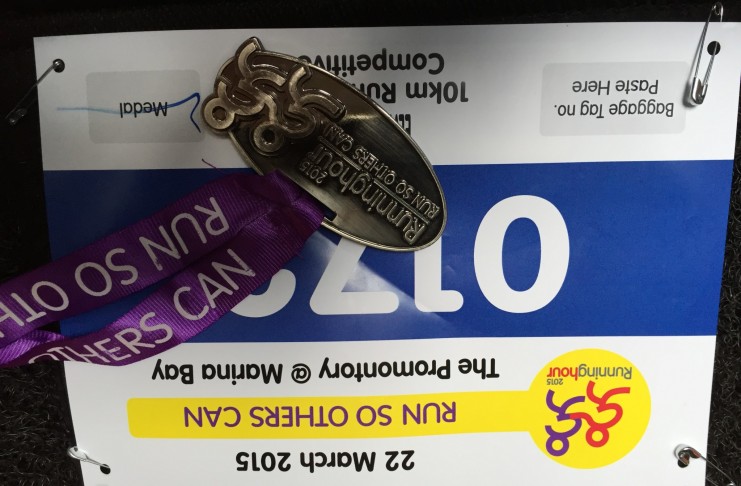 22 March 2015
RUN SO OTHERS CAN
Runninghour
2015
The Promontory @ Marina Bay
Baggage Tag no.
Paste Here
10km Run
Competitive
Medal
2015
Runninghour
RUN SO OTHERS CAN
RUN SO OTH
OTHERS CAN